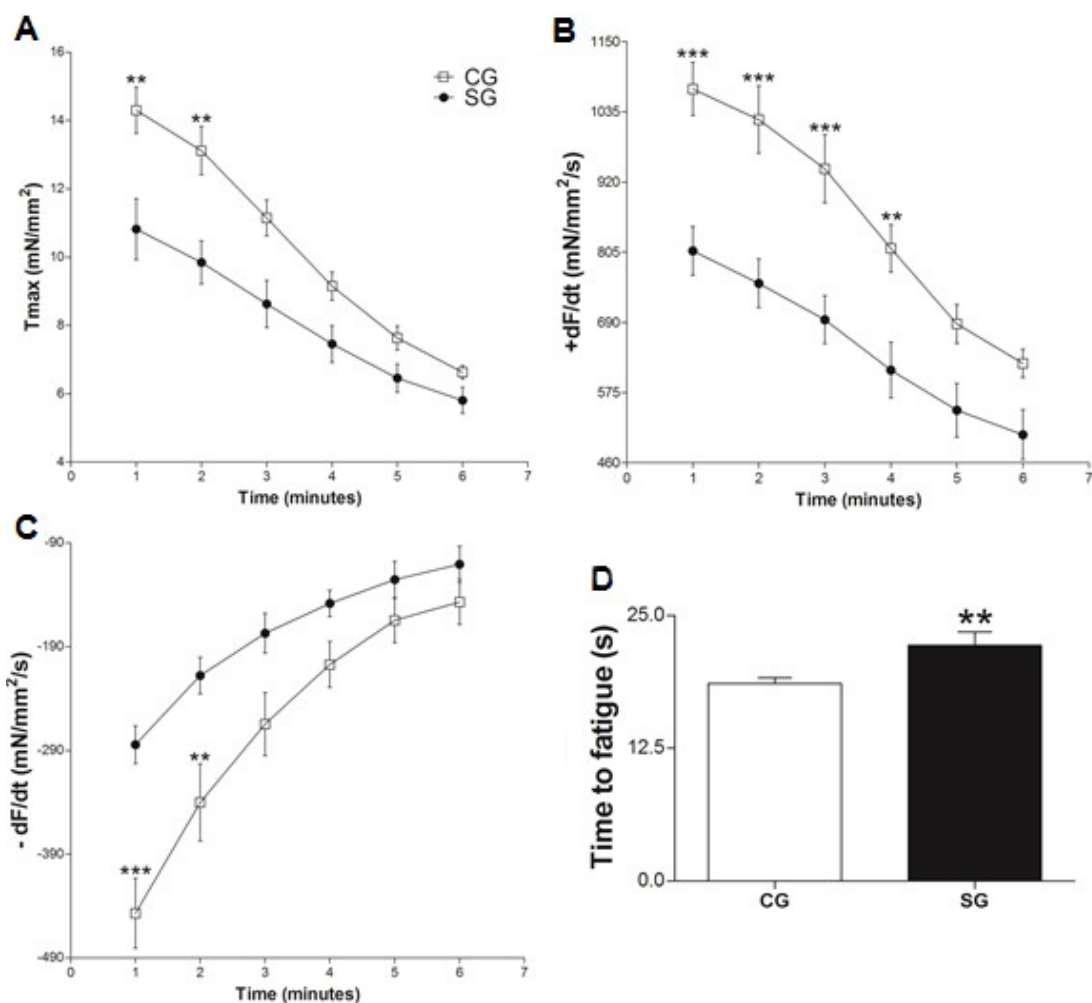 A
Tmax (mN/mm²)
16
14
12
10
8
6
4
**
**
CG
SG
0 1 2 3 4 5 6 7
Time (minutes)
B
+dF/dt (mN/mm²/s)
1150
1035
920
805
690
575
460
***
***
***
**
0 1 2 3 4 5 6 7
Time (minutes)
C
- dF/dt (mN/mm²/s)
-90
-190
-290
-390
-490
***
**
0 1 2 3 4 5 6 7
Time (minutes)
D
Time to fatigue (s)
25.0
12.5
0.0
**
CG SG